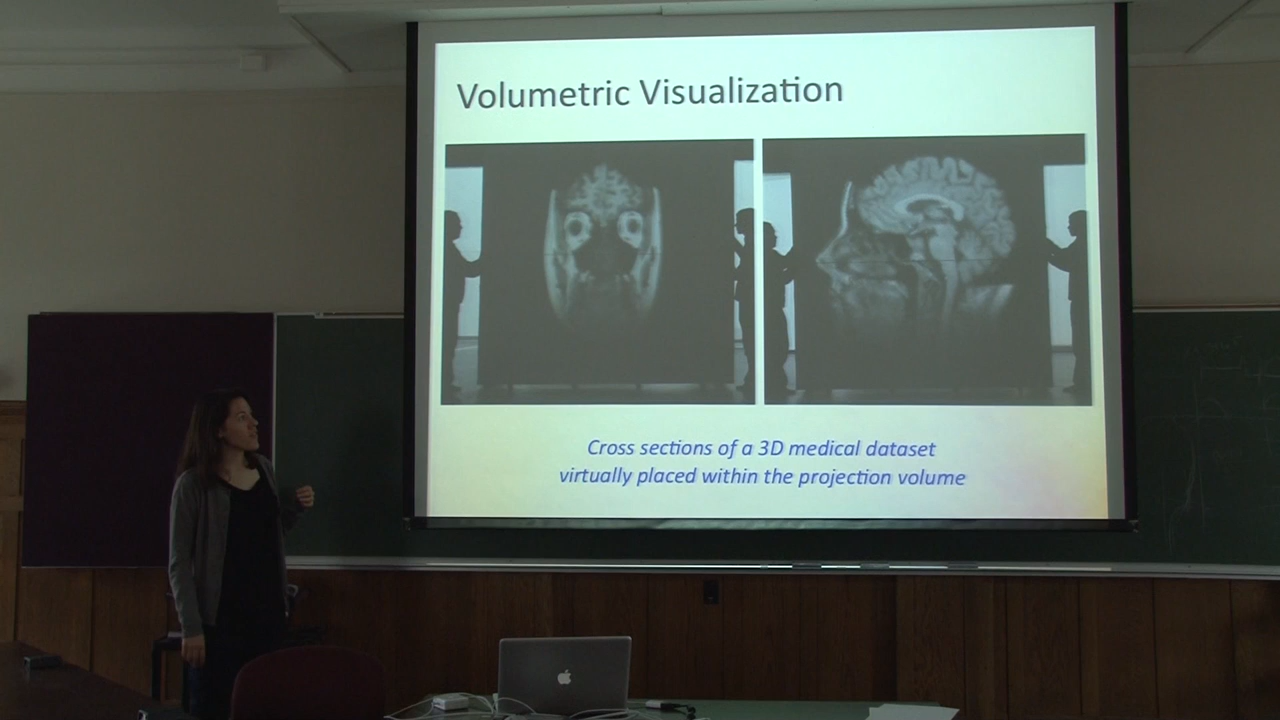 Volumetric Visualization
Cross sections of a 3D medical dataset
virtually placed within the projection volume